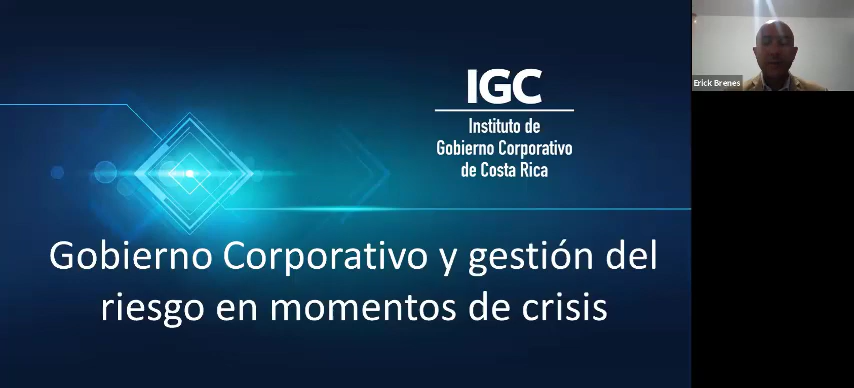 IGC
Instituto de
Gobierno Corporativo
de Costa Rica
Gobierno Corporativo y gestión del
riesgo en momentos de crisis
Erick Brenes